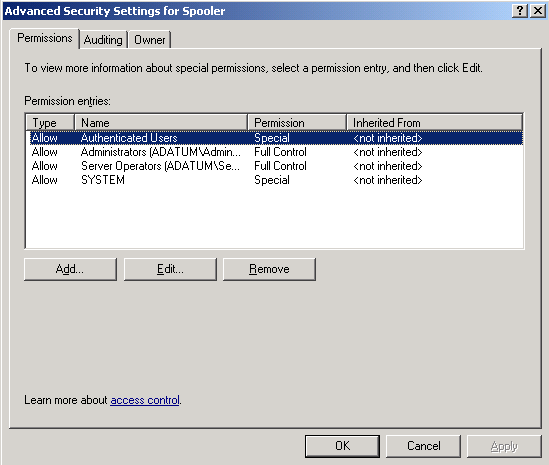 Advanced Security Settings for Spooler
Permissions Auditing Owner
To view more information about special permissions, select a permission entry, and then click Edit.
Permission entries:
Type Name Permission Inherited From
Allow Authenticated Users Special <not inherited>
Allow Administrators (ADATUM\Admin... Full Control <not inherited>
Allow Server Operators (ADATUM\Se... Full Control <not inherited>
Allow SYSTEM Special <not inherited>
Add... Edit... Remove
Learn more about access control.
OK Cancel Apply